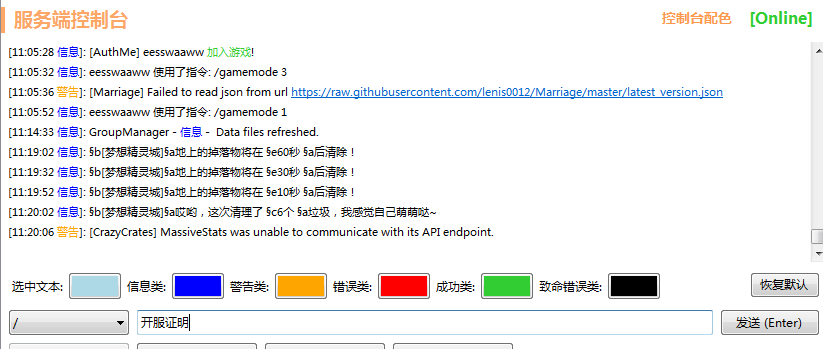 服务端控制台 控制台配色 [Online]
[11:05:28 信息]: [AuthMe] eesswaaww 加入游戏!
[11:05:32 信息]: eesswaaww 使用了指令: /gamemode 3
[11:05:36 警告]: [Marriage] Failed to read json from url https://raw.githubusercontent.com/lenis0012/Marriage/master/latest_version.json
[11:05:52 信息]: eesswaaww 使用了指令: /gamemode 1
[11:14:33 信息]: GroupManager - 信息 - Data files refreshed.
[11:19:02 信息]: §b[梦想精灵城]§a地上的掉落物将在 §e60秒 §a后清除！
[11:19:32 信息]: §b[梦想精灵城]§a地上的掉落物将在 §e30秒 §a后清除！
[11:19:52 信息]: §b[梦想精灵城]§a地上的掉落物将在 §e10秒 §a后清除！
[11:20:02 信息]: §b[梦想精灵城]§a哎哟，这次清理了 §c6个 §a垃圾，我感觉自己萌萌哒~
[11:20:06 警告]: [CrazyCrates] MassiveStats was unable to communicate with its API endpoint.
选中文本: 信息类: 警告类: 错误类: 成功类: 致命错误类: 恢复默认
/ 开服证明 发送 (Enter)